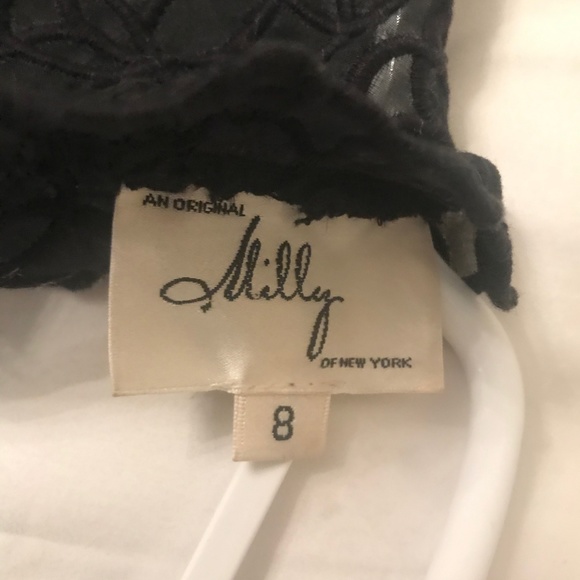 AN ORIGINAL
Milly
OF NEW YORK
8